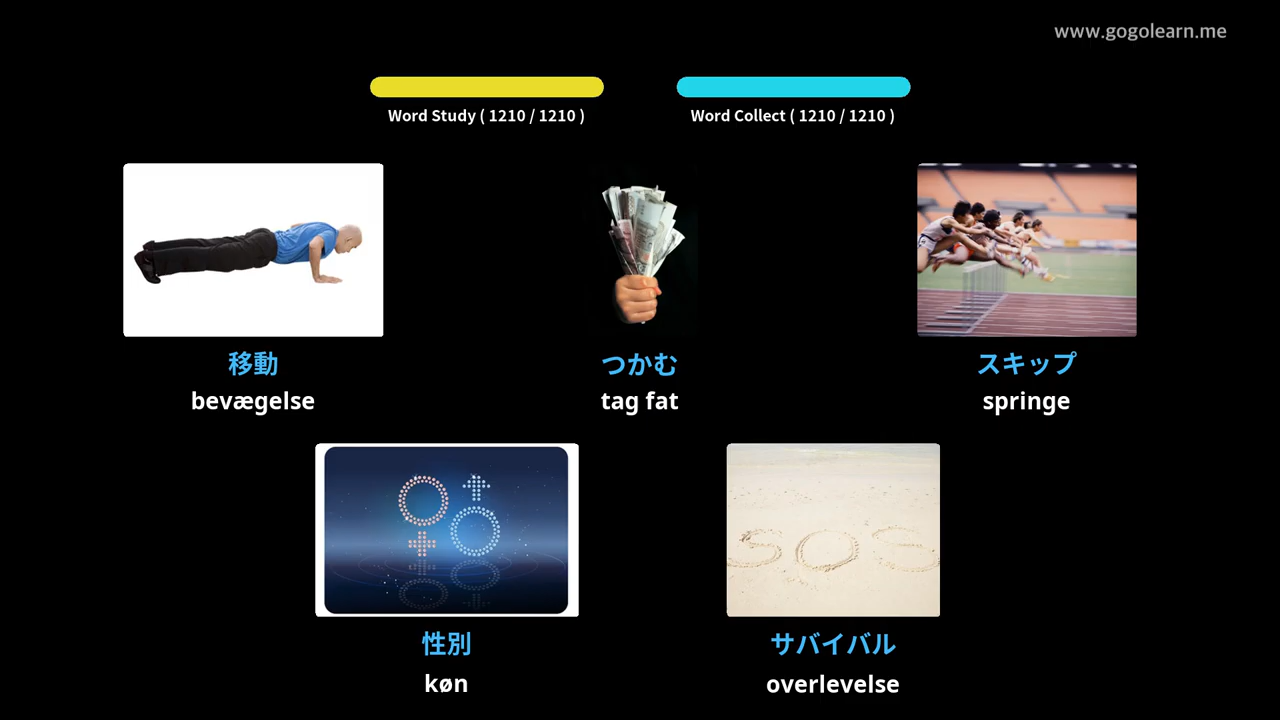 www.gogolearn.me
Word Study ( 1210 / 1210 )
Word Collect ( 1210 / 1210 )
移動
bevægelse
つかむ
tag fat
スキップ
springe
性別
køn
SOS
サバイバル
overlevelse